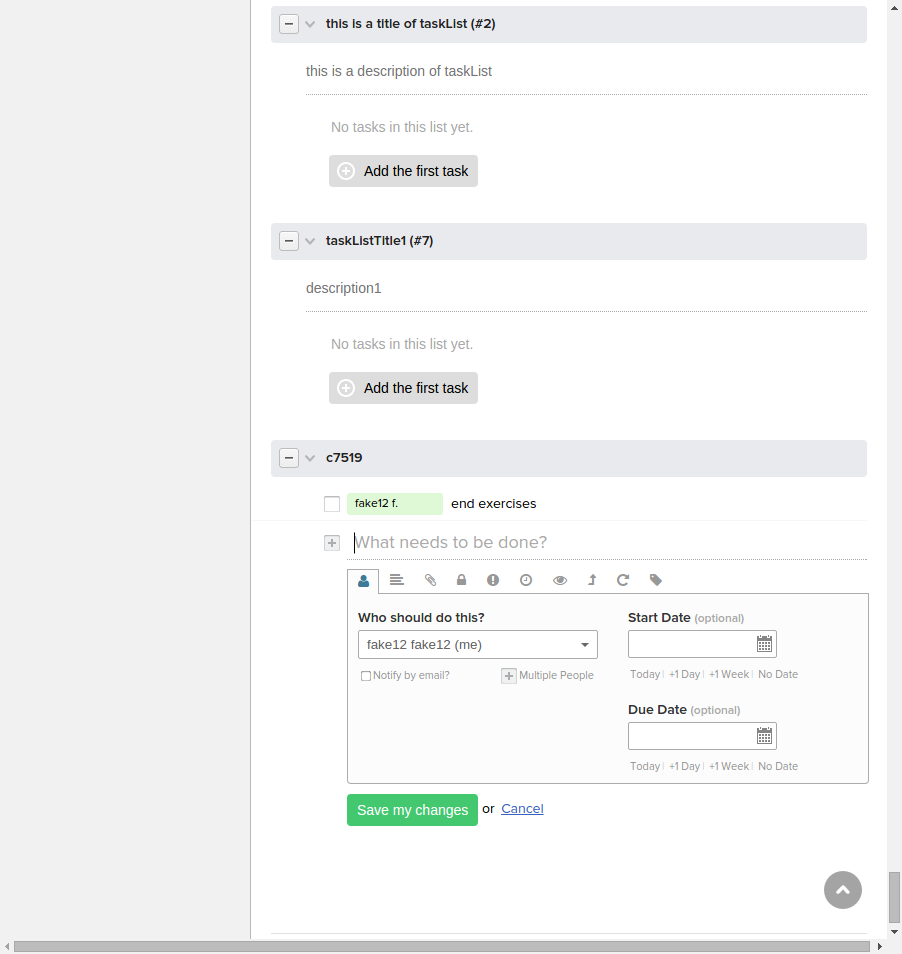 this is a title of taskList (#2)
this is a description of taskList
No tasks in this list yet.
Add the first task
taskListTitle1 (#7)
description1
No tasks in this list yet.
Add the first task
c7519
fake12 f. end exercises
What needs to be done?
Who should do this? Start Date (optional)
fake12 fake12 (me)
Notify by email? Multiple People Today | +1 Day | +1 Week | No Date
Due Date (optional)
Today | +1 Day | +1 Week | No Date
Save my changes or Cancel